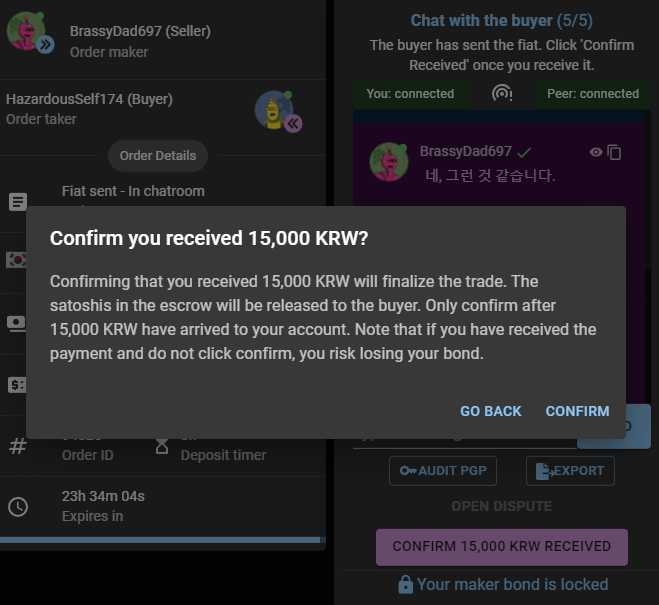 BrassyDad697 (Seller)
Order maker
HazardousSelf174 (Buyer)
Order taker
Order Details
Fiat sent - In chatroom
Chat with the buyer (5/5)
The buyer has sent the fiat. Click 'Confirm
Received' once you receive it.
You: connected
Peer: connected
BrassyDad697
네, 그런 것 같습니다.
Confirm you received 15,000 KRW?
Confirming that you received 15,000 KRW will finalize the trade. The
satoshis in the escrow will be released to the buyer. Only confirm after
15,000 KRW have arrived to your account. Note that if you have received the
payment and do not click confirm, you risk losing your bond.
GO BACK
CONFIRM
Order ID
Deposit timer
23h 34m 04s
Expires in
AUDIT PGP
EXPORT
OPEN DISPUTE
CONFIRM 15,000 KRW RECEIVED
Your maker bond is locked